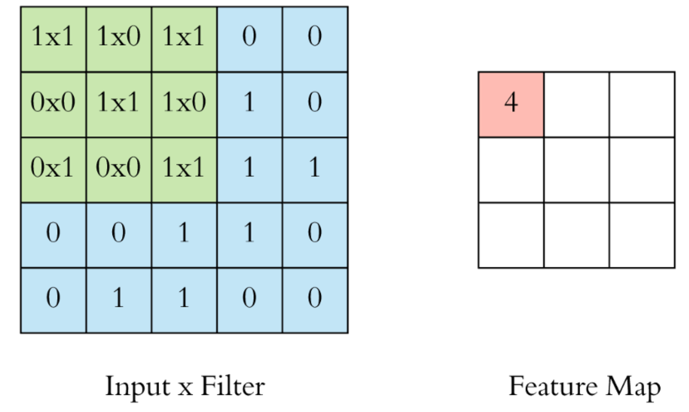 1x1 1x0 1x1 0 0
0x0 1x1 1x0 1 0
4
0x1 0x0 1x1 1 1
0 0 1 1 0
0 1 1 0 0
Input x Filter
Feature Map